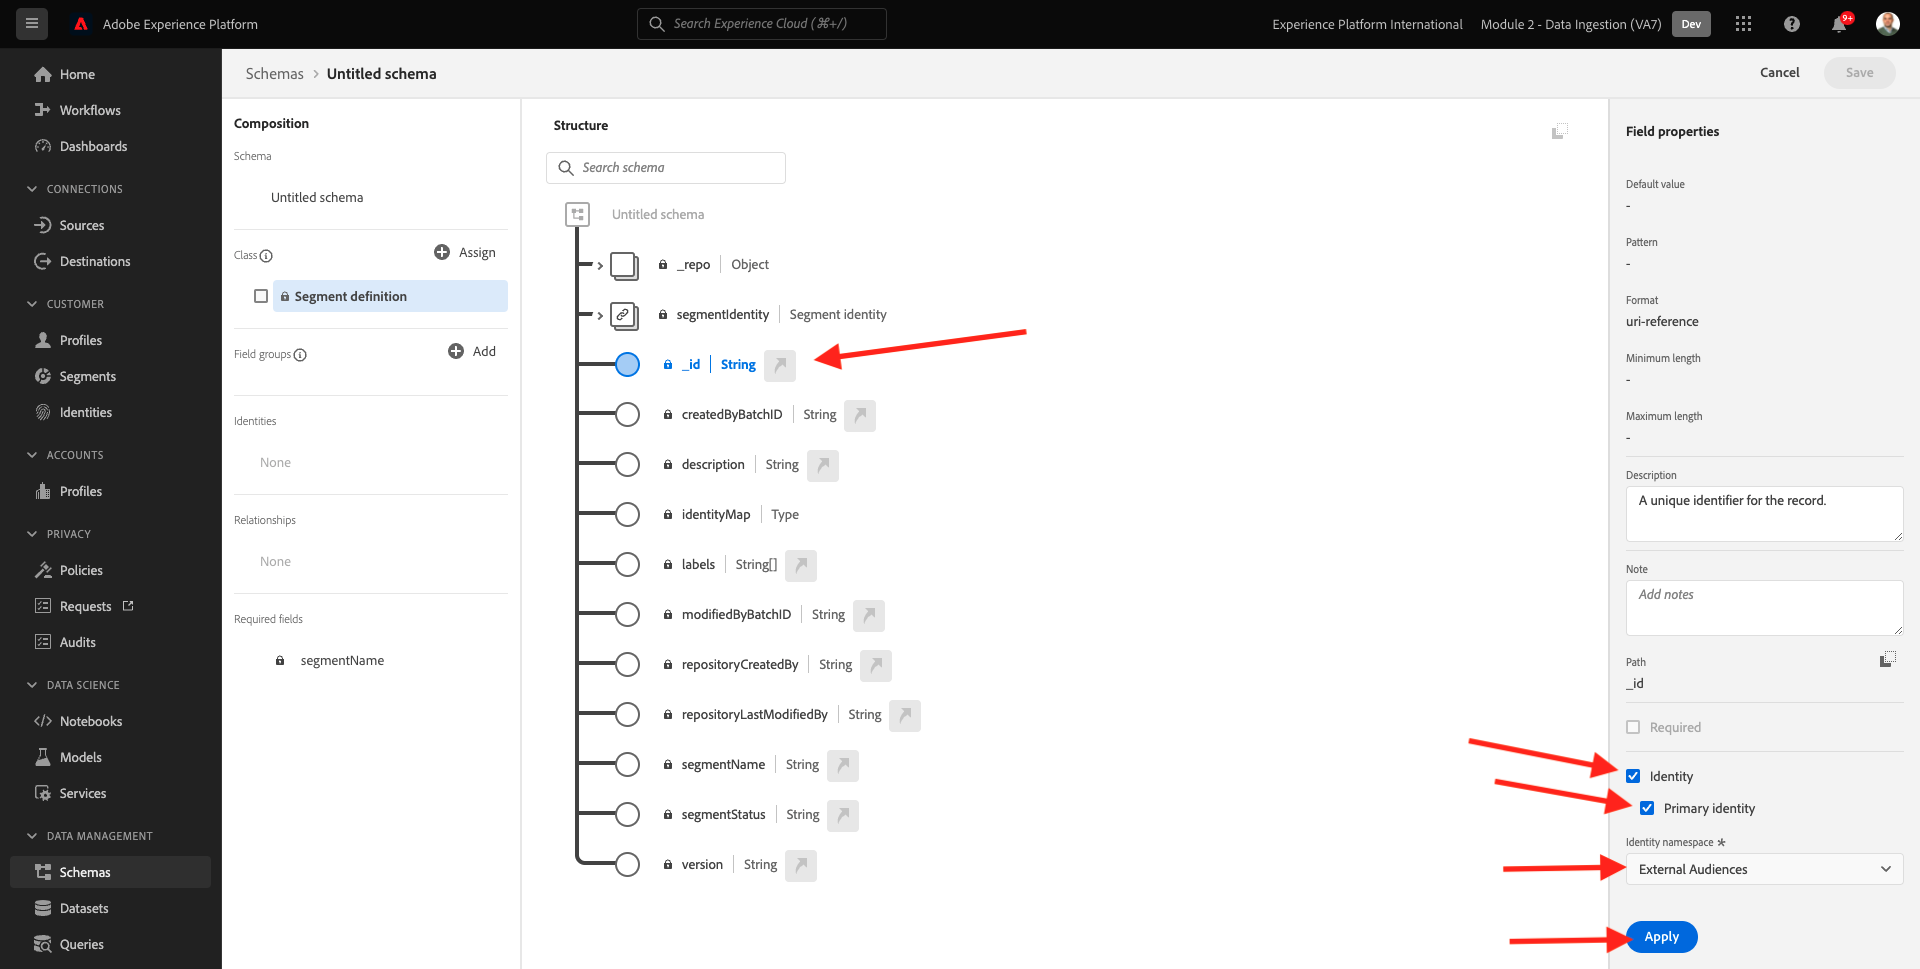 Adobe Experience Platform
Search Experience Cloud (⌘+/)
Experience Platform International
Module 2 - Data Ingestion (VA7)
Dev
9+
Home
Workflows
Dashboards
CONNECTIONS
Sources
Destinations
CUSTOMER
Profiles
Segments
Identities
ACCOUNTS
Profiles
PRIVACY
Policies
Requests
Audits
DATA SCIENCE
Notebooks
Models
Services
DATA MANAGEMENT
Schemas
Datasets
Queries
Schemas > Untitled schema
Cancel
Save
Composition
Schema
Untitled schema
Class
Assign
Segment definition
Field groups
Add
Identities
None
Relationships
None
Required fields
segmentName
Structure
Search schema
Untitled schema
_repo | Object
segmentIdentity | Segment identity
_id | String
createdByBatchID | String
description | String
identityMap | Type
labels | String[]
modifiedByBatchID | String
repositoryCreatedBy | String
repositoryLastModifiedBy | String
segmentName | String
segmentStatus | String
version | String
Field properties
Default value
-
Pattern
-
Format
uri-reference
Minimum length
-
Maximum length
-
Description
A unique identifier for the record.
Note
Add notes
Path
_id
Required
Identity
Primary identity
Identity namespace *
External Audiences
Apply